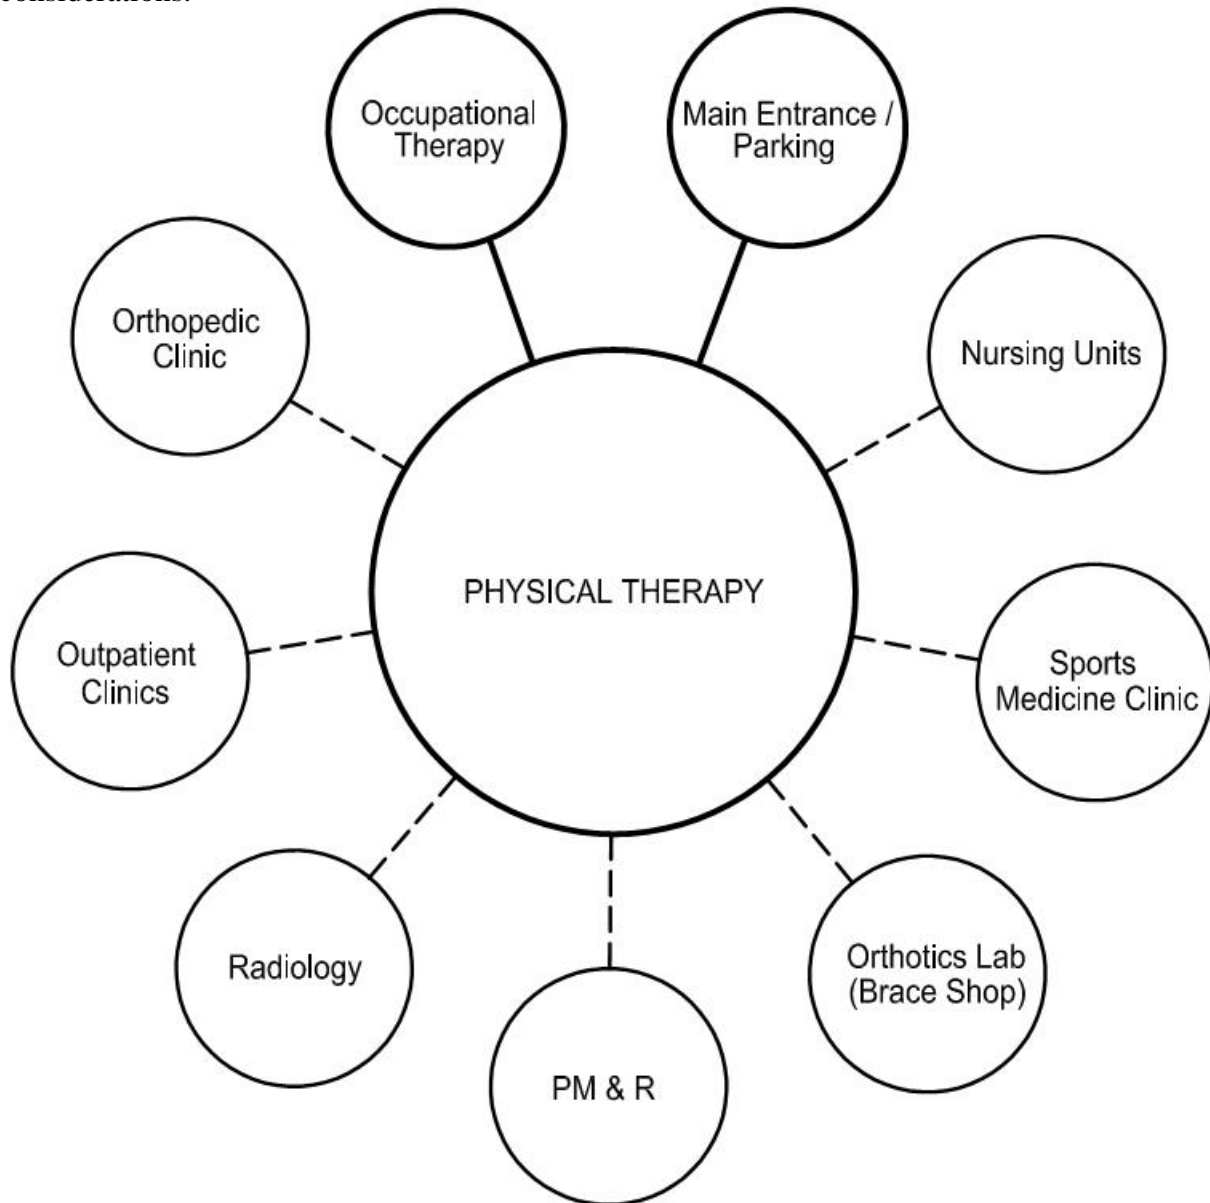 considerations.
Occupational
Therapy
Main Entrance /
Parking
Orthopedic
Clinic
Nursing Units
PHYSICAL THERAPY
Outpatient
Clinics
Sports
Medicine Clinic
Radiology
Orthotics Lab
(Brace Shop)
PM & R